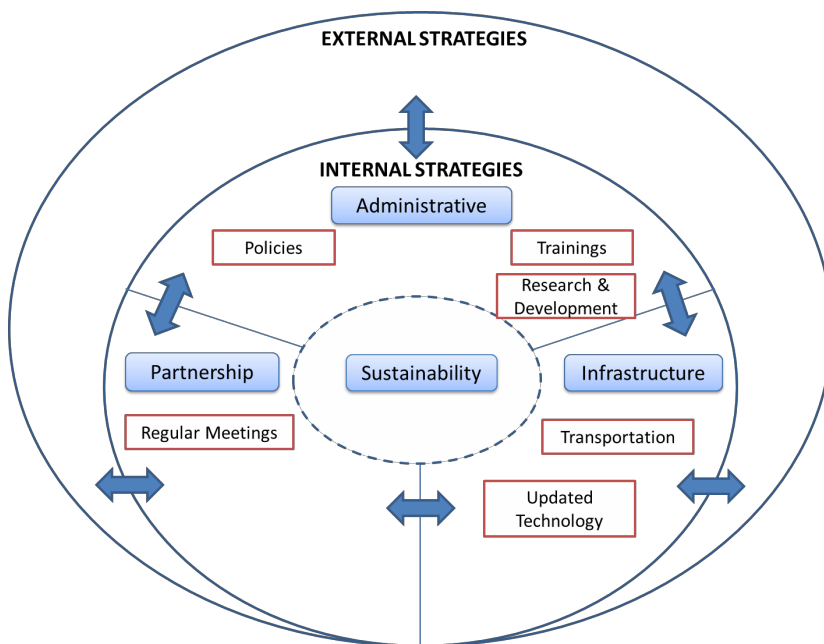 EXTERNAL STRATEGIES
INTERNAL STRATEGIES
Administrative
Policies
Trainings
Research &
Development
Partnership
Sustainability
Infrastructure
Regular Meetings
Transportation
Updated
Technology